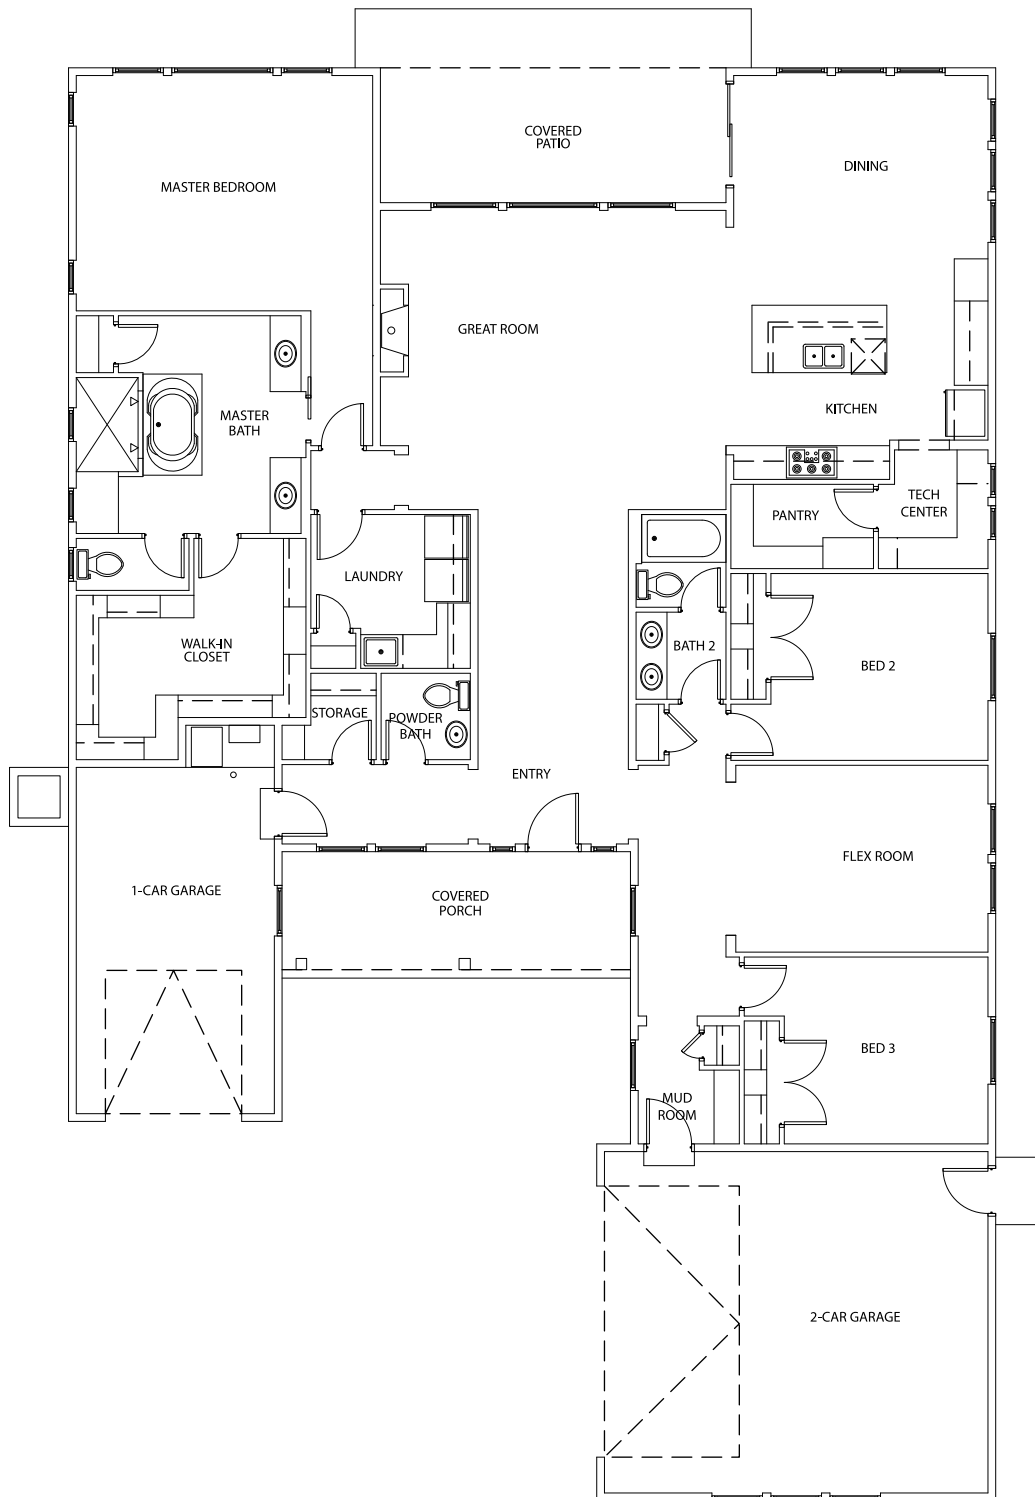 COVERED
PATIO
DINING
MASTER BEDROOM
GREAT ROOM
KITCHEN
MASTER
BATH
TECH
CENTER
PANTRY
LAUNDRY
WALK-IN
CLOSET
BATH 2
BED 2
STORAGE
POWDER
BATH
ENTRY
FLEX ROOM
1-CAR GARAGE
COVERED
PORCH
BED 3
MUD
ROOM
2-CAR GARAGE